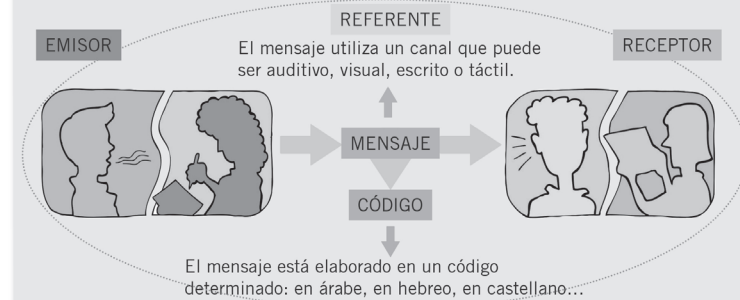 REFERENTE
EMISOR
RECEPTOR
El mensaje utiliza un canal que puede
ser auditivo, visual, escrito o táctil.
MENSAJE
CÓDIGO
El mensaje está elaborado en un código
determinado: en árabe, en hebreo, en castellano…